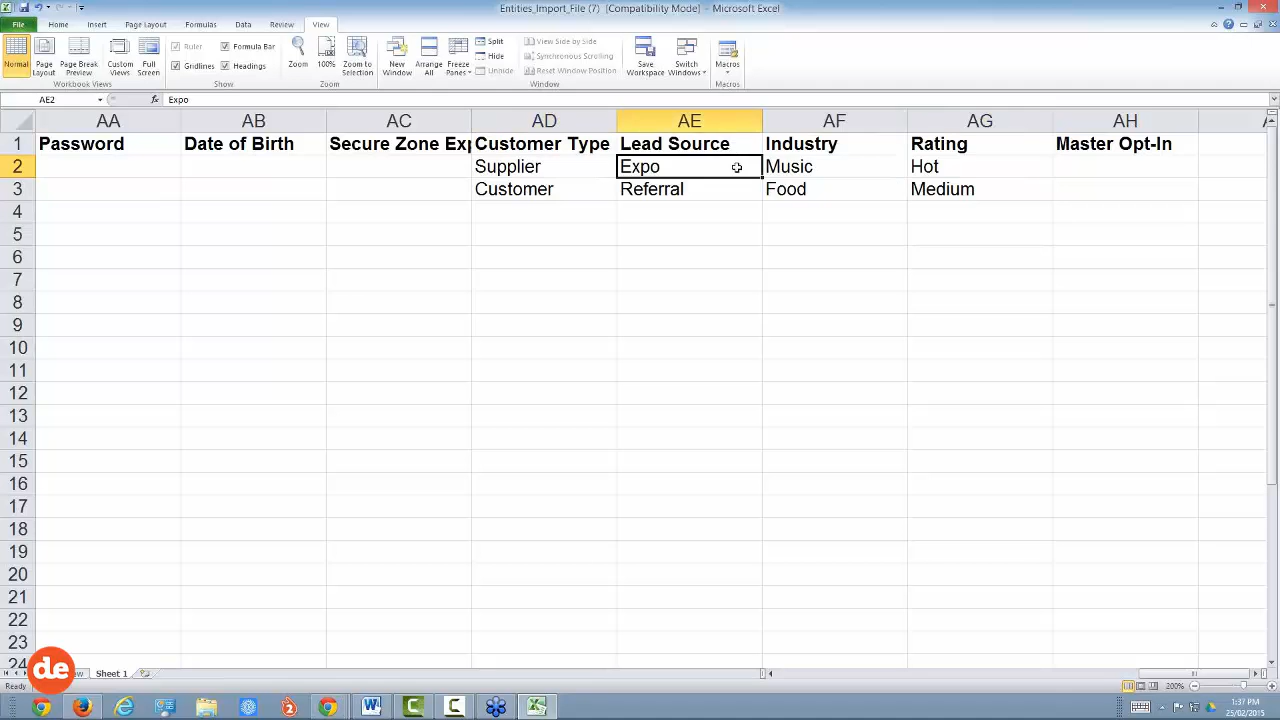 Entities_Import_File (7) [Compatibility Mode] – Microsoft Excel
File Home Insert Page Layout Formulas Data Review View
Normal Page Layout Page Break Preview Custom Views Full Screen
Ruler Formula Bar
Gridlines Headings
Zoom 100% Zoom to Selection
New Window Arrange All Freeze Panes
Split
Hide
Unhide
View Side by Side
Synchronous Scrolling
Reset Window Position
Save Workspace Switch Windows Macros
Workbook Views Show Zoom Window Macros
AE2 fx Expo
AA AB AC AD AE AF AG AH
1 Password Date of Birth Secure Zone Exp Customer Type Lead Source Industry Rating Master Opt-In
2 Supplier Expo Music Hot
3 Customer Referral Food Medium
4
5
6
7
8
9
10
11
12
13
14
15
16
17
18
19
20
21
22
23
24
de
Sheet 1
Ready 200%
1:37 PM
25/02/2015